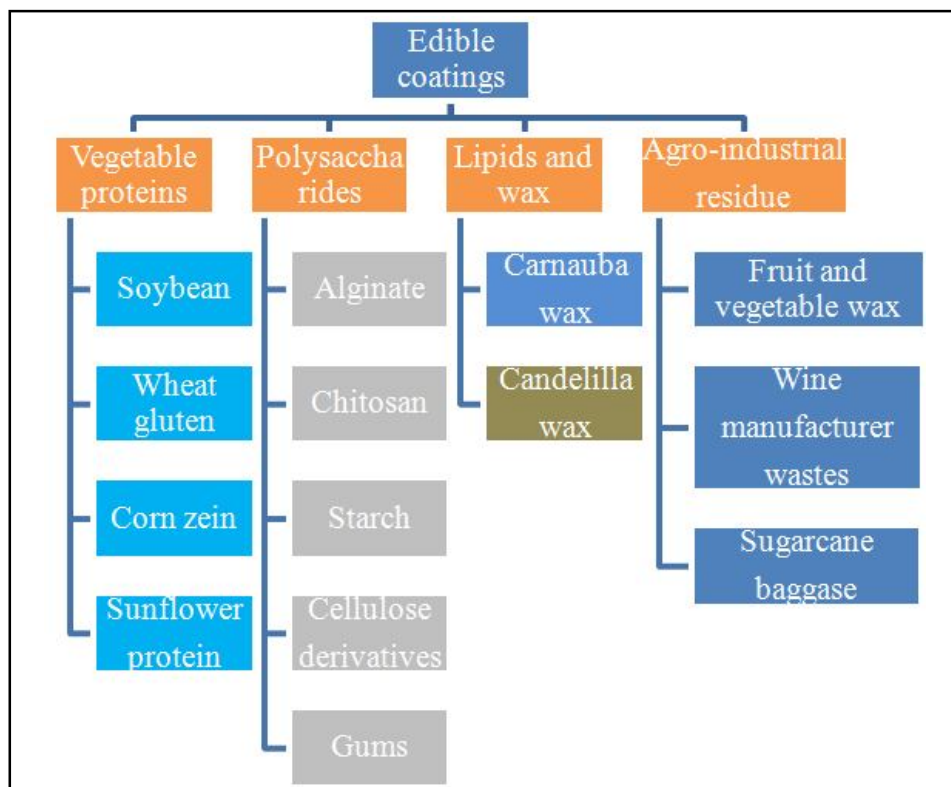 Edible
coatings
Vegetable
proteins
Polysaccha
rides
Lipids and
wax
Agro-industrial
residue
Soybean
Wheat
gluten
Corn zein
Sunflower
protein
Alginate
Chitosan
Starch
Cellulose
derivatives
Gums
Carnauba
wax
Candelilla
wax
Fruit and
vegetable wax
Wine
manufacturer
wastes
Sugarcane
baggase